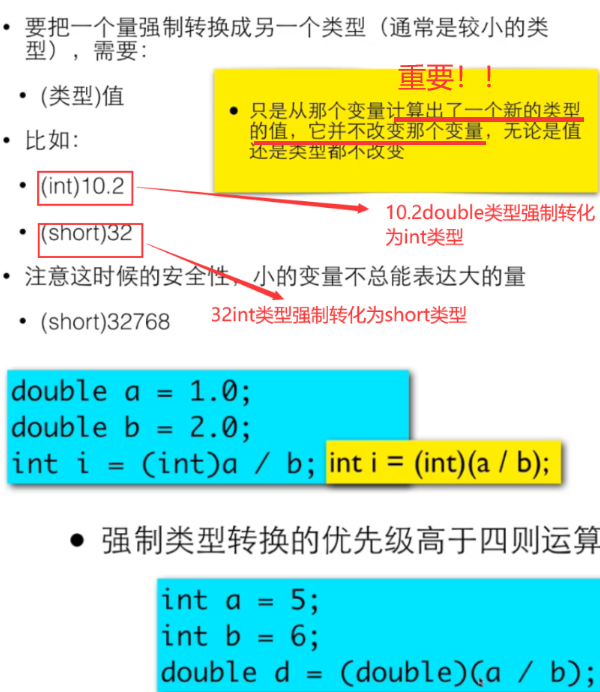 • 要把一个量强制转换成另一个类型（通常是较小的类
型），需要：
• (类型)值
重要！！
• 只是从那个变量计算出了一个新的类型
的值，它并不改变那个变量，无论是值
还是类型都不改变
• 比如：
• (int)10.2
10.2double类型强制转化
为int类型
• (short)32
• 注意这时候的安全性，小的变量不总能表达大的量
32int类型强制转化为short类型
• (short)32768
double a = 1.0;
double b = 2.0;
int i = (int)a / b;
int i = (int)(a / b);
• 强制类型转换的优先级高于四则运算
int a = 5;
int b = 6;
double d = (double)(a / b);